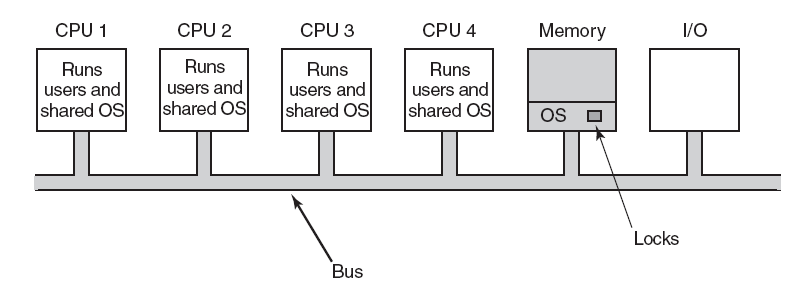 CPU 1
CPU 2
CPU 3
CPU 4
Memory
I/O
Runs
users and
shared OS
Runs
users and
shared OS
Runs
users and
shared OS
Runs
users and
shared OS
OS
Locks
Bus